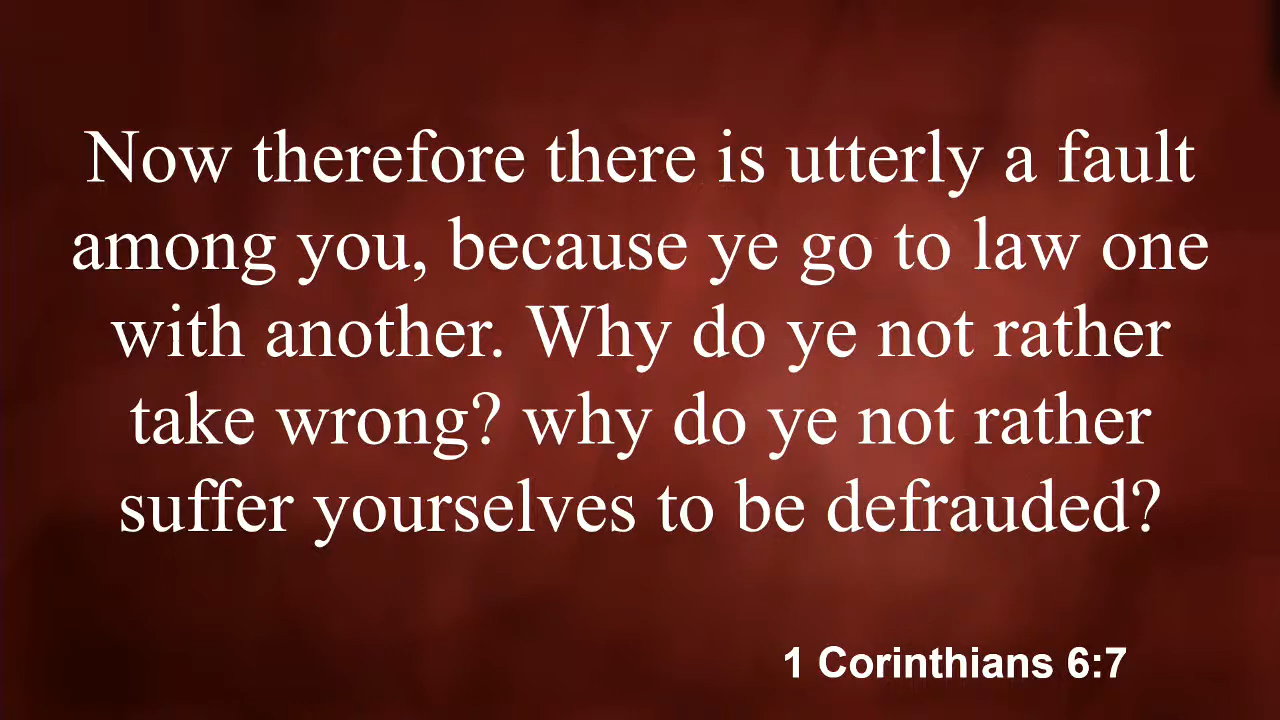 Now therefore there is utterly a fault
among you, because ye go to law one
with another. Why do ye not rather
take wrong? why do ye not rather
suffer yourselves to be defrauded?
1 Corinthians 6:7